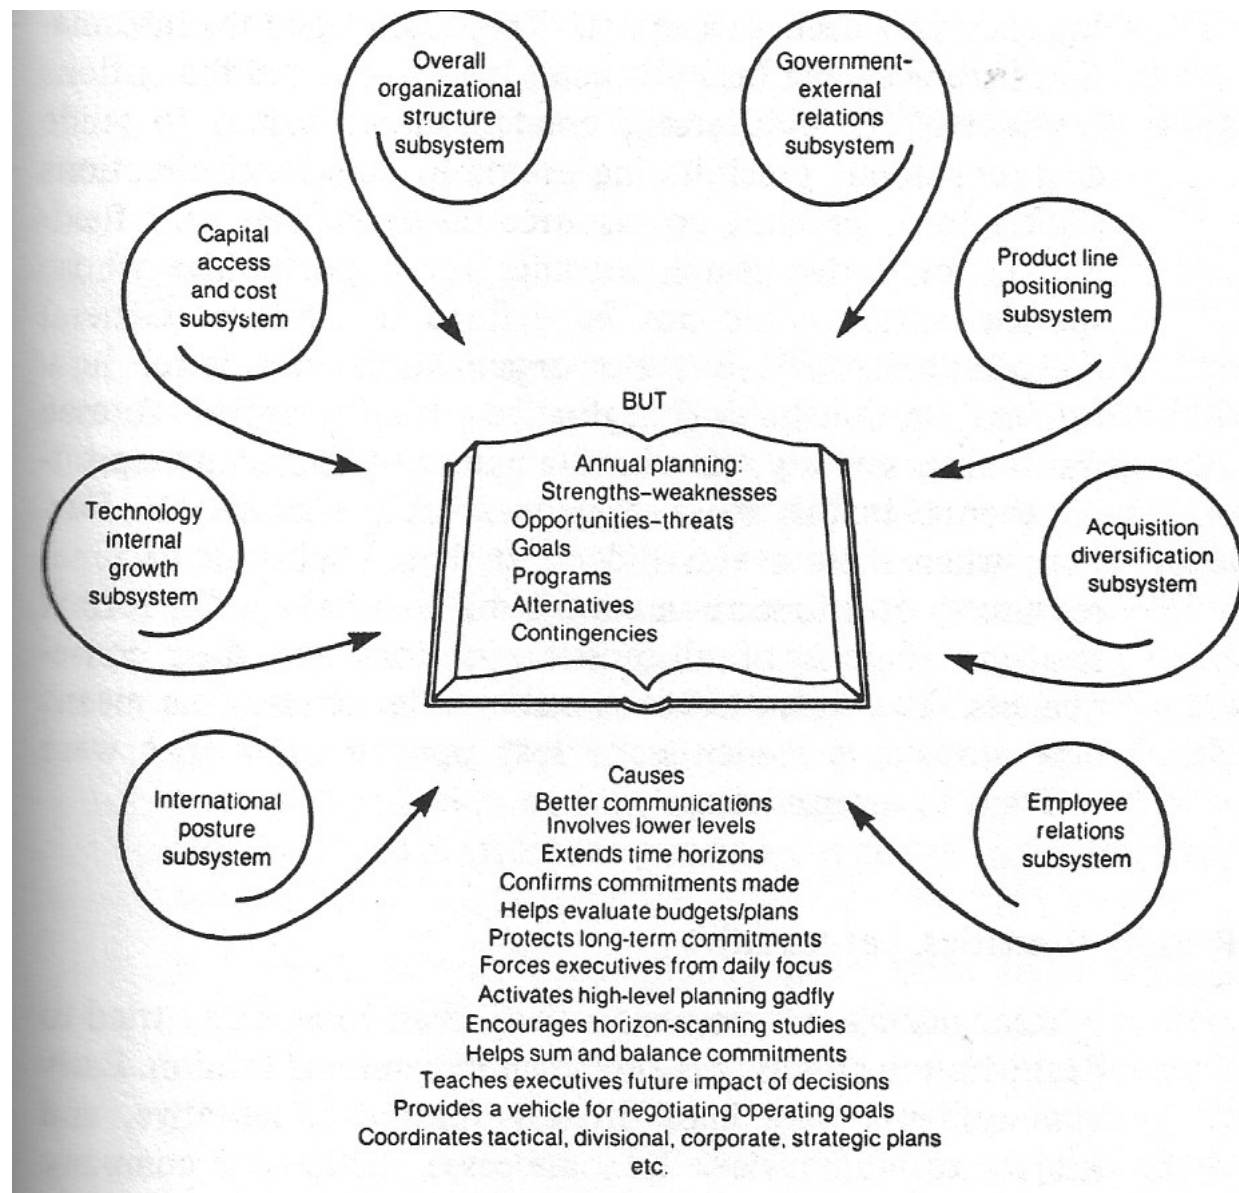 Overall
organizational
structure
subsystem
Government-
external
relations
subsystem
Capital
access
and cost
subsystem
Product line
positioning
subsystem
Technology
internal
growth
subsystem
Acquisition
diversification
subsystem
International
posture
subsystem
Employee
relations
subsystem
BUT
Annual planning:
Strengths–weaknesses
Opportunities–threats
Goals
Programs
Alternatives
Contingencies
Causes
Better communications
Involves lower levels
Extends time horizons
Confirms commitments made
Helps evaluate budgets/plans
Protects long-term commitments
Forces executives from daily focus
Activates high-level planning gadfly
Encourages horizon-scanning studies
Helps sum and balance commitments
Teaches executives future impact of decisions
Provides a vehicle for negotiating operating goals
Coordinates tactical, divisional, corporate, strategic plans
etc.